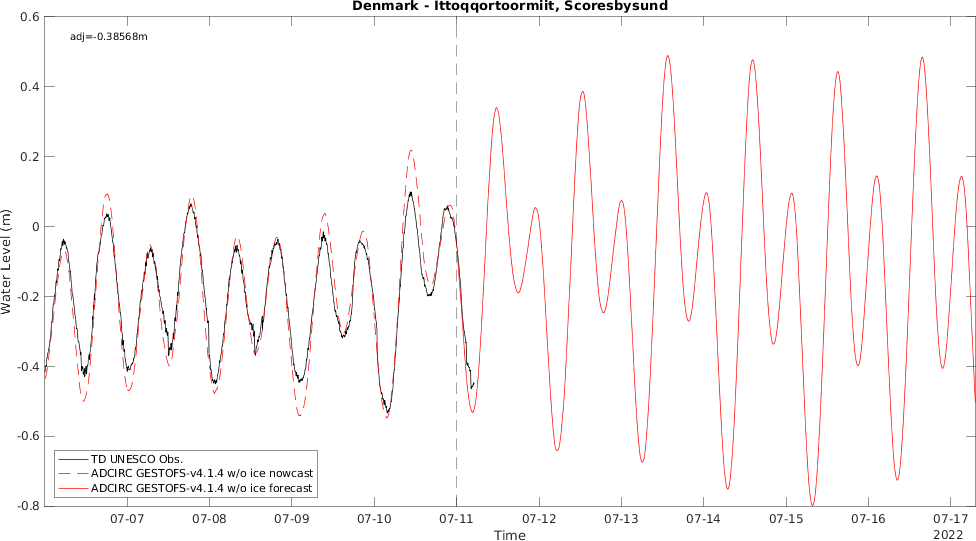 Denmark - Ittoqqortoormiit, Scoresbysund
adj=-0.38568m
0.6
0.4
0.2
0
-0.2
-0.4
-0.6
-0.8
Water Level (m)
TD UNESCO Obs.
ADCIRC GESTOFS-v4.1.4 w/o ice nowcast
ADCIRC GESTOFS-v4.1.4 w/o ice forecast
07-07 07-08 07-09 07-10 07-11 07-12 07-13 07-14 07-15 07-16 07-17
Time
2022